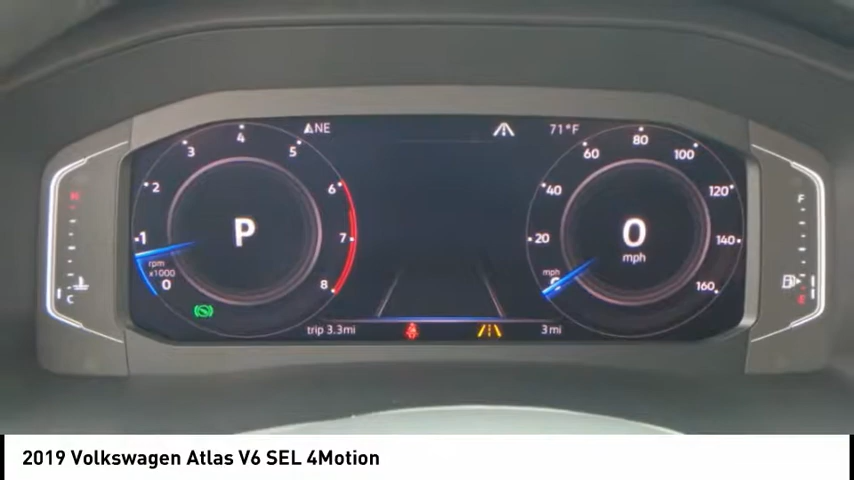 NE
71°F
4
80
3
5
60
100
2
6
40
120
H
F
P
0
mph
1
7
20
140
rpm
x1000
0
8
mph
160
C
E
trip 3.3mi
3mi
2019 Volkswagen Atlas V6 SEL 4Motion